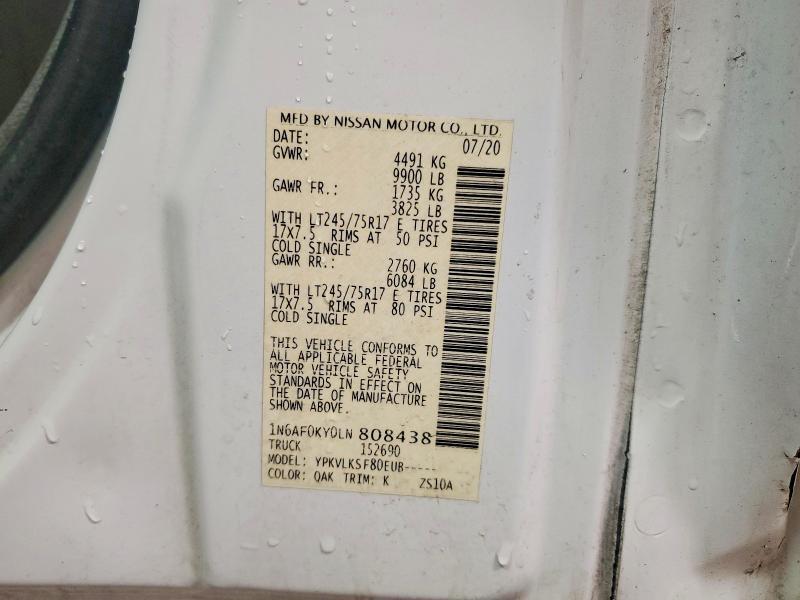 MFD BY NISSAN MOTOR CO., LTD.
DATE: 07/20
GVWR: 4491 KG
9900 LB
GAWR FR.: 1735 KG
3825 LB
WITH LT245/75R17 E TIRES
17X7.5 RIMS AT 50 PSI
COLD SINGLE
GAWR RR.: 2760 KG
6084 LB
WITH LT245/75R17 E TIRES
17X7.5 RIMS AT 80 PSI
COLD SINGLE
THIS VEHICLE CONFORMS TO
ALL APPLICABLE FEDERAL
MOTOR VEHICLE SAFETY
STANDARDS IN EFFECT ON
THE DATE OF MANUFACTURE
SHOWN ABOVE.
1N6AF0KY0LN 808438
TRUCK 152690
MODEL: YPKVLKSF80EUB-----
COLOR: QAK TRIM: K ZS10A